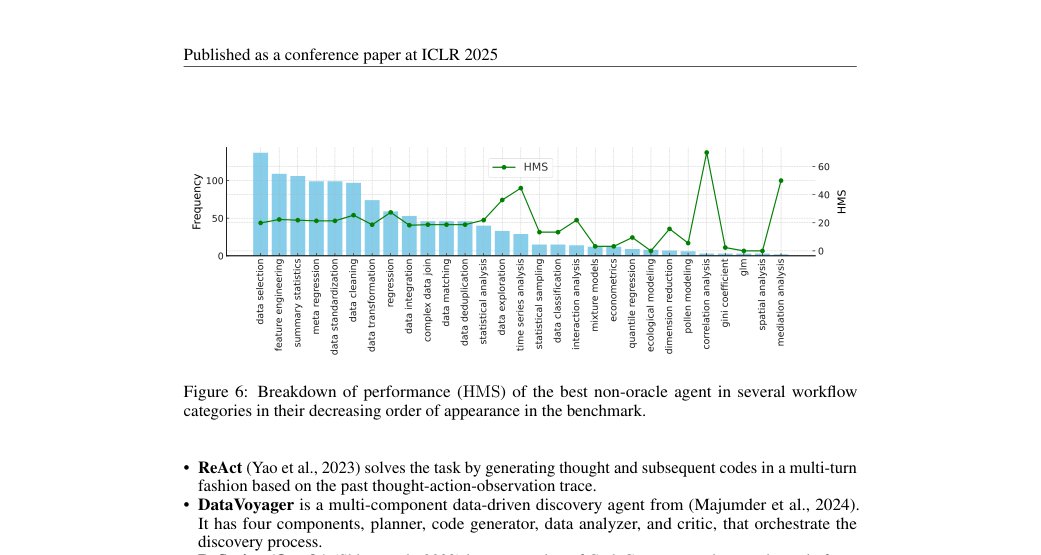 Published as a conference paper at ICLR 2025
HMS
Frequency
100
50
0
60
40
20
0
HMS
data selection
feature engineering
summary statistics
meta regression
data standardization
data cleaning
data transformation
regression
data integration
complex data join
data matching
data deduplication
statistical analysis
data exploration
time series analysis
statistical sampling
data classification
interaction analysis
mixture models
econometrics
quantile regression
ecological modeling
dimension reduction
pollen modeling
correlation analysis
gini coefficient
glm
spatial analysis
mediation analysis
Figure 6: Breakdown of performance (HMS) of the best non-oracle agent in several workflow
categories in their decreasing order of appearance in the benchmark.
• ReAct (Yao et al., 2023) solves the task by generating thought and subsequent codes in a multi-turn
fashion based on the past thought-action-observation trace.
• DataVoyager is a multi-component data-driven discovery agent from (Majumder et al., 2024).
It has four components, planner, code generator, data analyzer, and critic, that orchestrate the
discovery process.